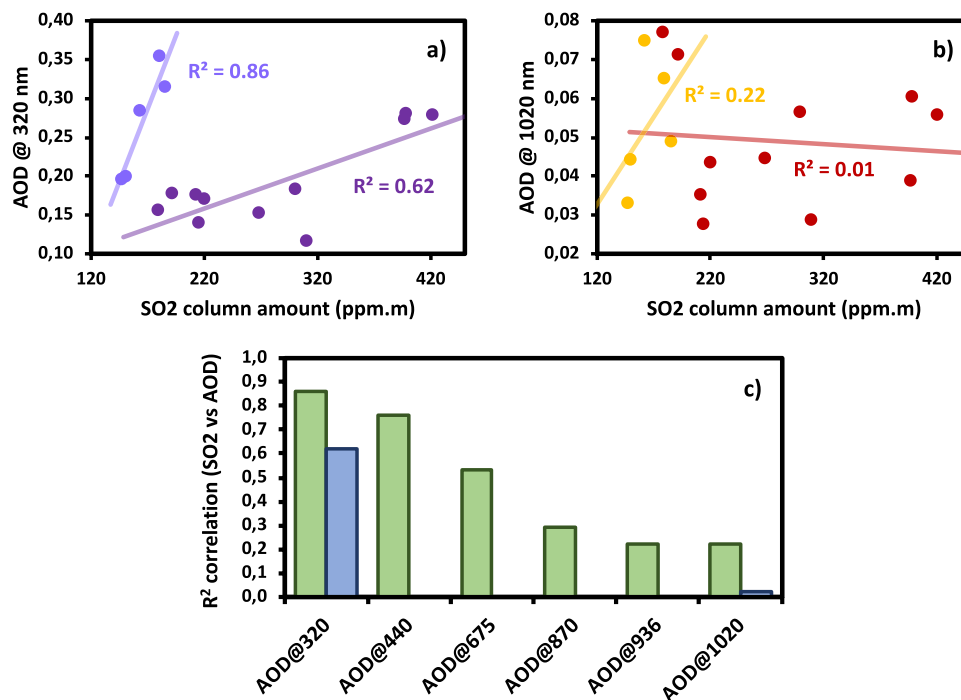 a)
AOD @ 320 nm
0,40
0,35
0,30
0,25
0,20
0,15
0,10
R² = 0.86
R² = 0.62
120
220
320
420
SO2 column amount (ppm.m)
b)
AOD @ 1020 nm
0,08
0,07
0,06
0,05
0,04
0,03
0,02
R² = 0.22
R² = 0.01
120
220
320
420
SO2 column amount (ppm.m)
c)
R² correlation (SO2 vs AOD)
1,0
0,9
0,8
0,7
0,6
0,5
0,4
0,3
0,2
0,1
0,0
AOD@320
AOD@440
AOD@675
AOD@870
AOD@936
AOD@1020